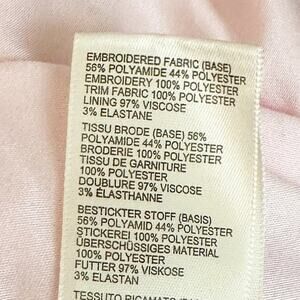 EMBROIDERED FABRIC (BASE)
56% POLYAMIDE 44% POLYESTER
EMBROIDERY 100% POLYESTER
TRIM FABRIC 100% POLYESTER
LINING 97% VISCOSE
3% ELASTANE
TISSU BRODE (BASE) 56%
POLYAMIDE 44% POLYESTER
BRODERIE 100% POLYESTER
TISSU DE GARNITURE
100% POLYESTER
DOUBLURE 97% VISCOSE
3% ÉLASTHANNE
BESTICKTER STOFF (BASIS)
56% POLYAMID 44% POLYESTER
STICKEREI 100% POLYESTER
ÜBERSCHÜSSIGES MATERIAL
100% POLYESTER
FUTTER 97% VISKOSE
3% ELASTAN
TESSUTO RICAMATO